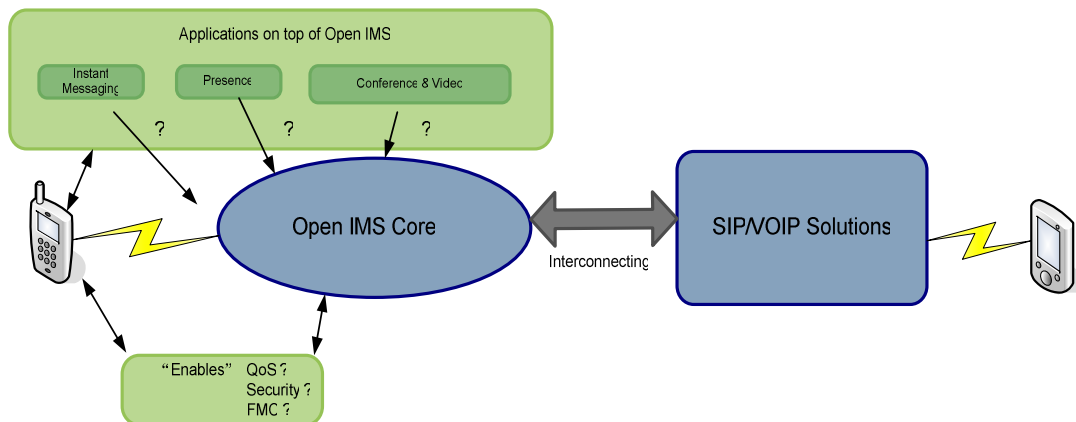 Applications on top of Open IMS
Instant
Messaging
Presence
Conference & Video
? ? ?
Open IMS Core
SIP/VOIP Solutions
Interconnecting
“Enables” QoS ?
Security ?
FMC ?